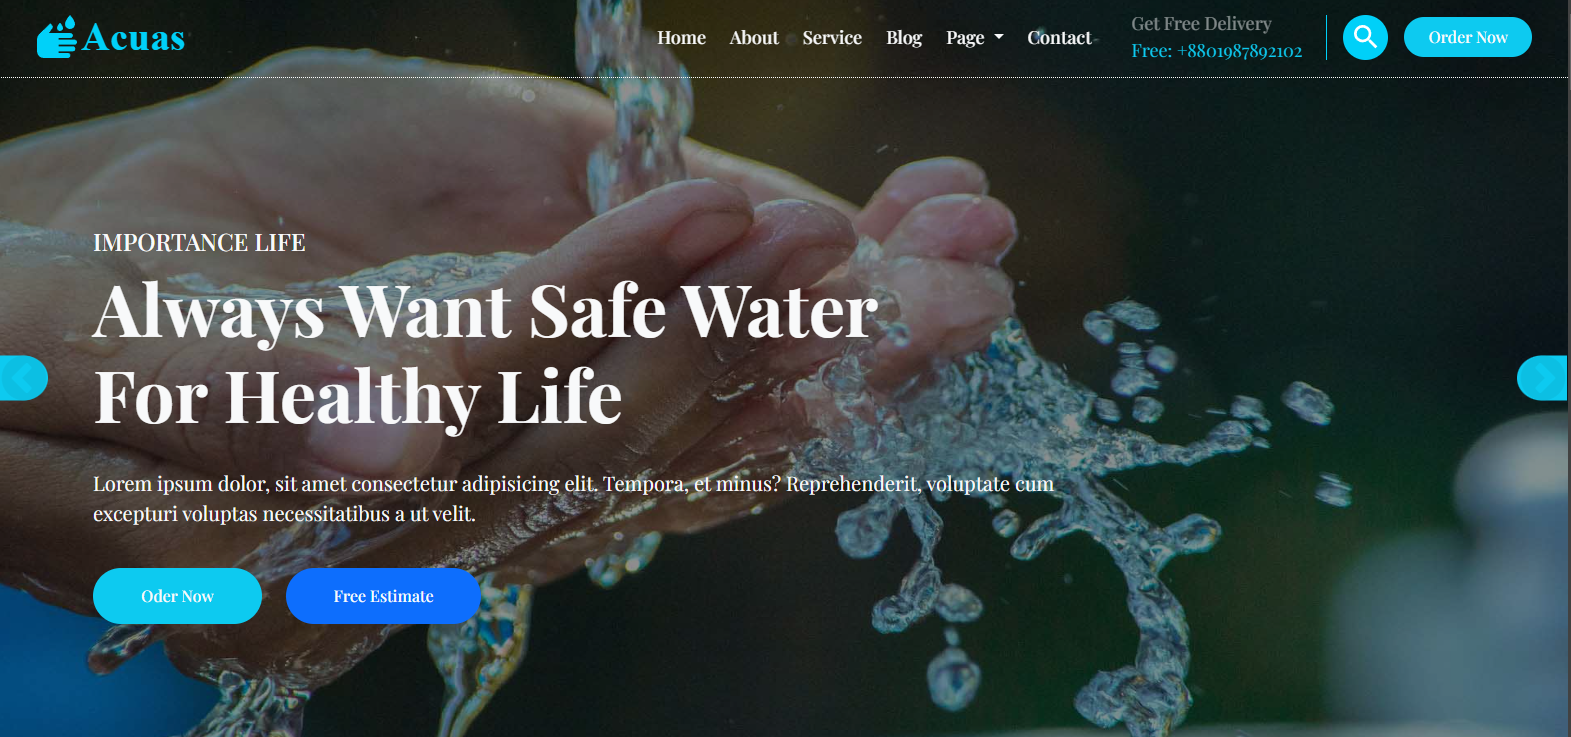 Acuas
Home About Service Blog Page Contact
Get Free Delivery
Free: +8801987892102
Order Now
IMPORTANCE LIFE
Always Want Safe Water
For Healthy Life
Lorem ipsum dolor, sit amet consectetur adipisicing elit. Tempora, et minus? Reprehenderit, voluptate cum
excepturi voluptas necessitatibus a ut velit.
Oder Now
Free Estimate